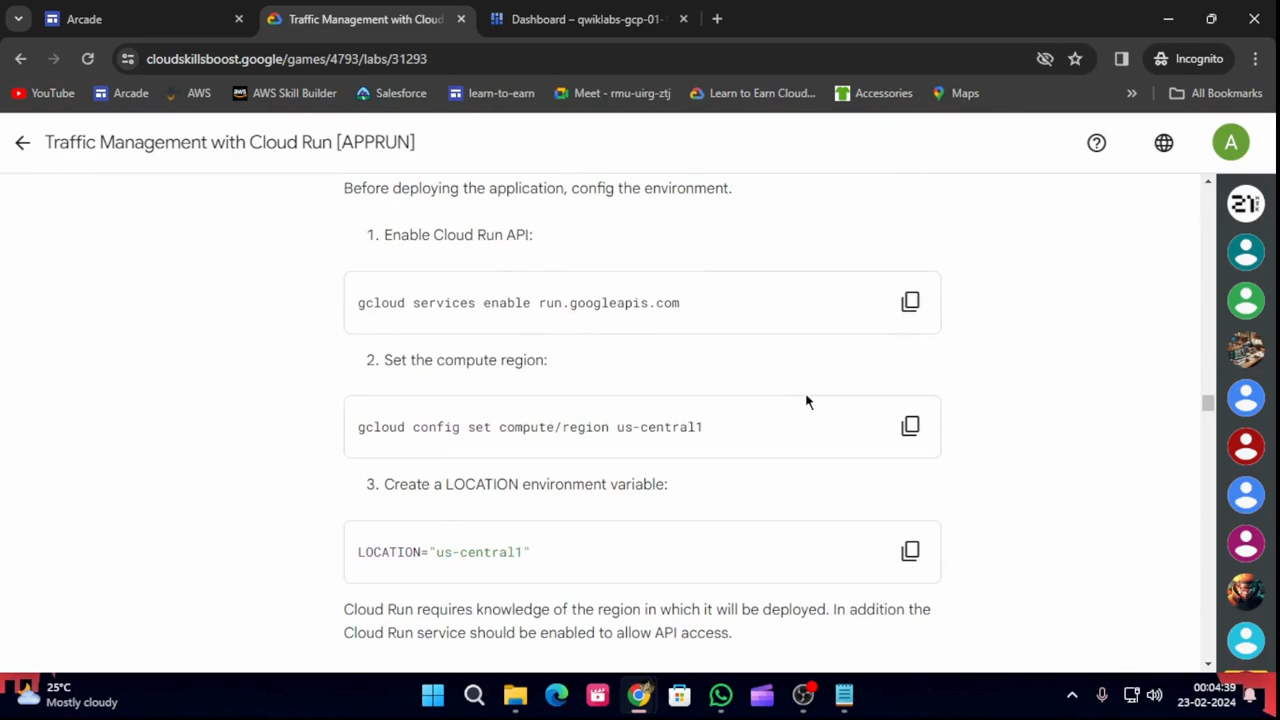 Arcade
Traffic Management with Cloud
Dashboard – qwiklabs-gcp-01-
cloudskillsboost.google/games/4793/labs/31293
Incognito
YouTube
Arcade
AWS
AWS Skill Builder
Salesforce
learn-to-earn
Meet - rmu-uirg-ztj
Learn to Earn Cloud...
Accessories
Maps
All Bookmarks
Traffic Management with Cloud Run [APPRUN]
A
Before deploying the application, config the environment.
1. Enable Cloud Run API:
gcloud services enable run.googleapis.com
2. Set the compute region:
gcloud config set compute/region us-central1
3. Create a LOCATION environment variable:
LOCATION="us-central1"
Cloud Run requires knowledge of the region in which it will be deployed. In addition the
Cloud Run service should be enabled to allow API access.
25°C
Mostly cloudy
00:04:39
23-02-2024